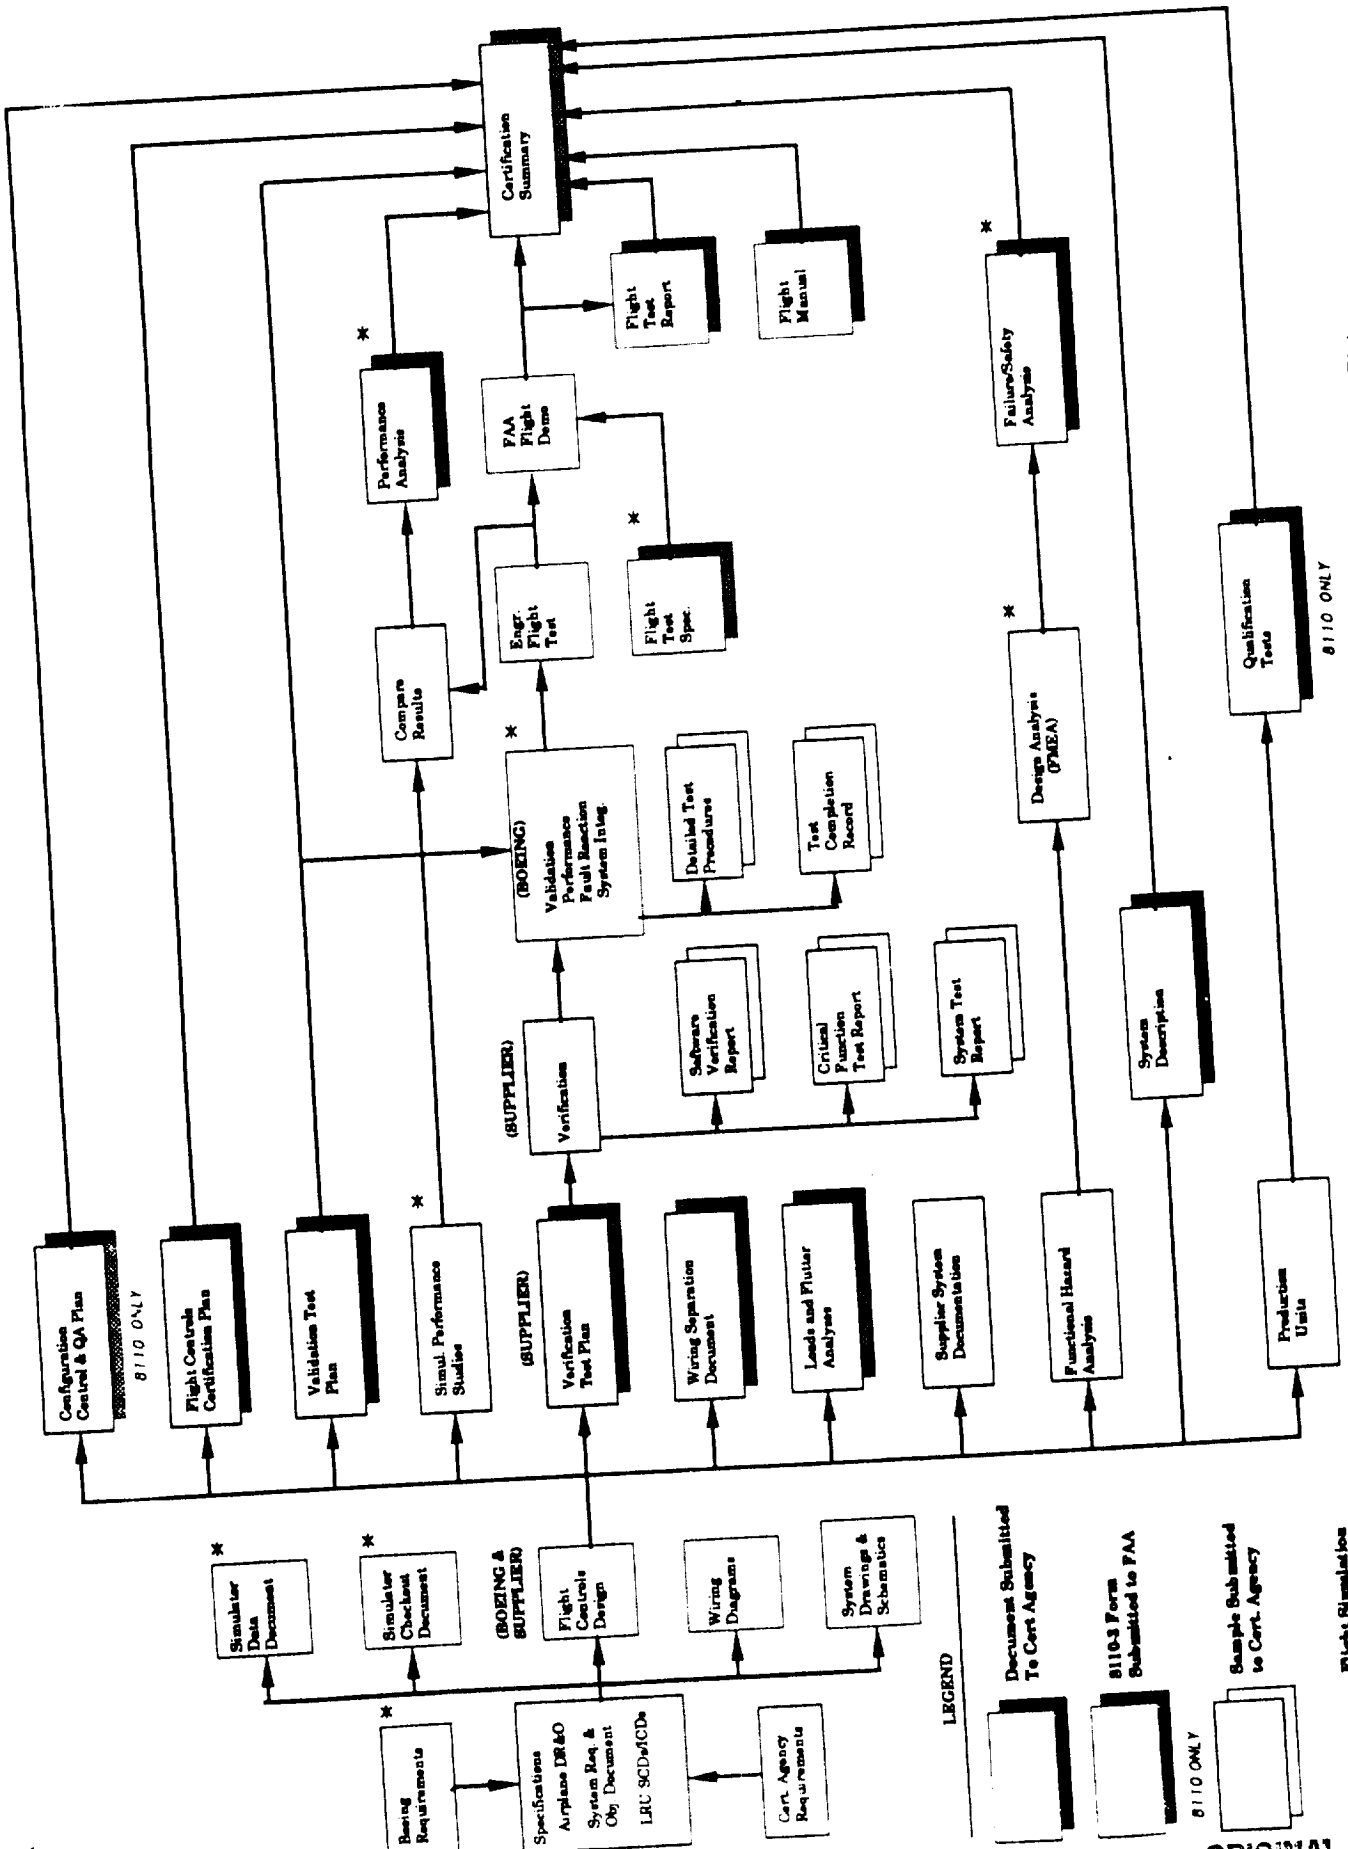 Certification
Summary
*
Performance
Analysis
Flight
Test
Report
Flight
Manual
*
Failure/Safety
Analysis
FAA
Flight
Demo
*
Flight
Test
Spec.
Engr.
Flight
Test
Compare
Results
*
Design Analysis
(FMEA)
Qualification
Tests
8110 ONLY
*
(BOEING)
Validation
Performance
Fault Reaction
System Integ.
Detailed Test
Procedures
Test
Completion
Record
(SUPPLIER)
Verification
Software
Verification
Report
Critical
Function
Test Report
System Test
Report
System
Description
Configuration
Control & QA Plan
8110 ONLY
Flight Controls
Certification Plan
Validation Test
Plan
*
Simul. Performance
Studies
(SUPPLIER)
Verification
Test Plan
Wiring Separation
Document
Loads and Flutter
Analyses
Supplier System
Documentation
Functional Hazard
Analysis
Production
Units
*
Simulator
Data
Document
*
Simulator
Checkout
Document
(BOEING &
SUPPLIER)
Flight
Controls
Design
Wiring
Diagrams
System
Drawings &
Schematics
*
Boeing
Requirements
Specifications
Airplane DR&O
System Req. &
Obj. Document
LRU SCDs/ICDs
Cert. Agency
Requirements
LEGEND
Document Submitted
To Cert Agency
8110-3 Form
Submitted to FAA
8110 ONLY
Sample Submitted
to Cert. Agency
Flight Simulation
ORIGINAL